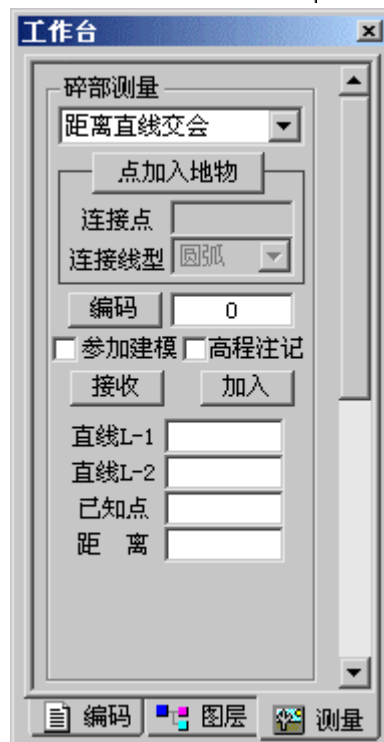 工作台
碎部测量
距离直线交会
点加入地物
连接点
连接线型 圆弧
编码 0
参加建模 高程注记
接收 加入
直线L-1
直线L-2
已知点
距 离
编码 图层 测量